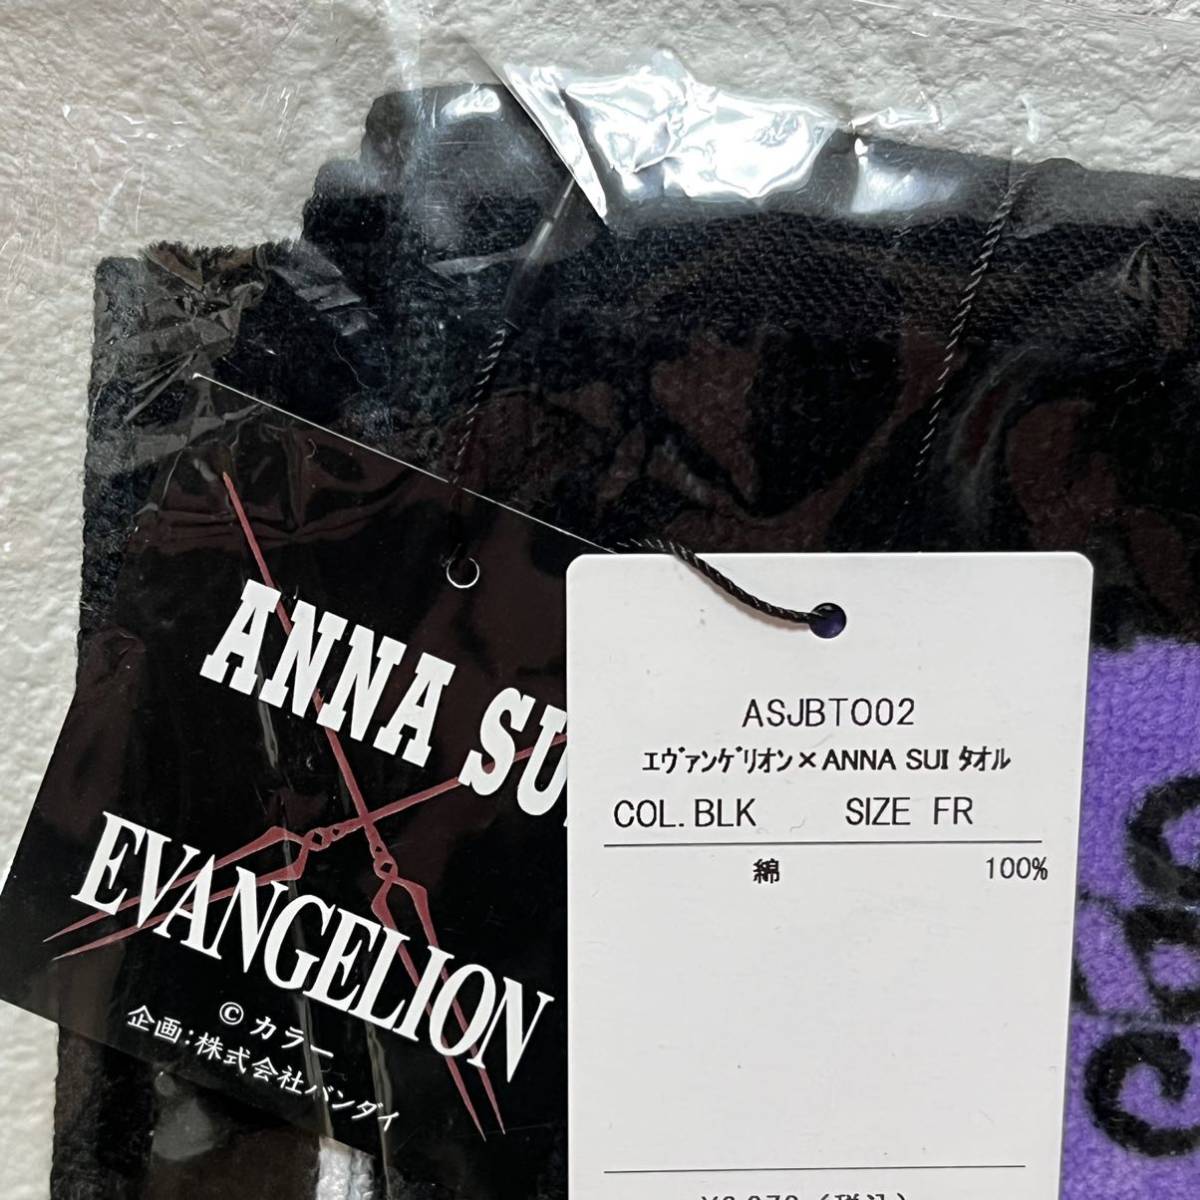 ANNA SUI
EVANGELION
© カラー
企画:株式会社バンダイ
ASJBT002
エヴァンゲリオン×ANNA SUI タオル
COL. BLK SIZE FR
綿 100%